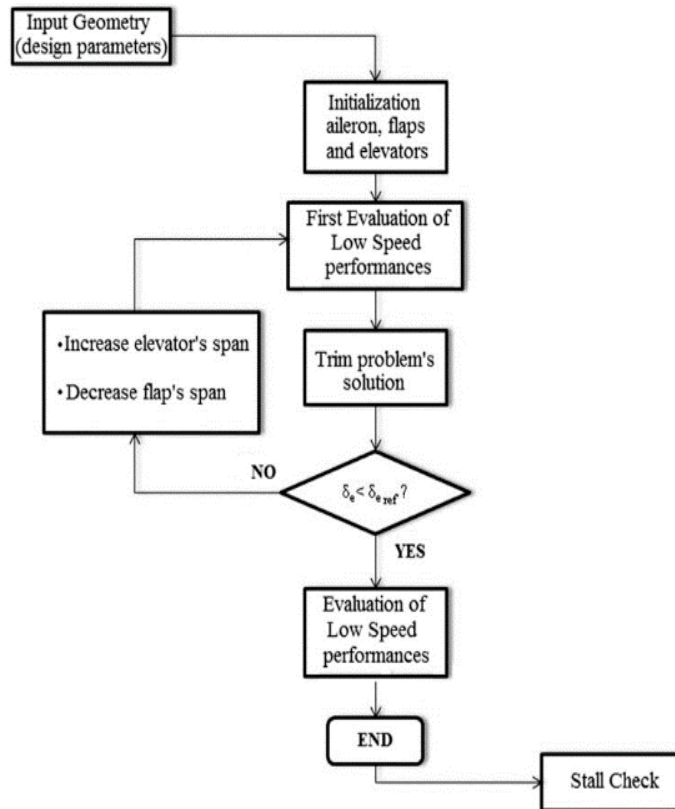 Input Geometry
(design parameters)
Initialization
aileron, flaps
and elevators
First Evaluation of
Low Speed
performances
•Increase elevator's span
•Decrease flap's span
Trim problem's
solution
NO
δe < δe ref ?
YES
Evaluation of
Low Speed
performances
END
Stall Check